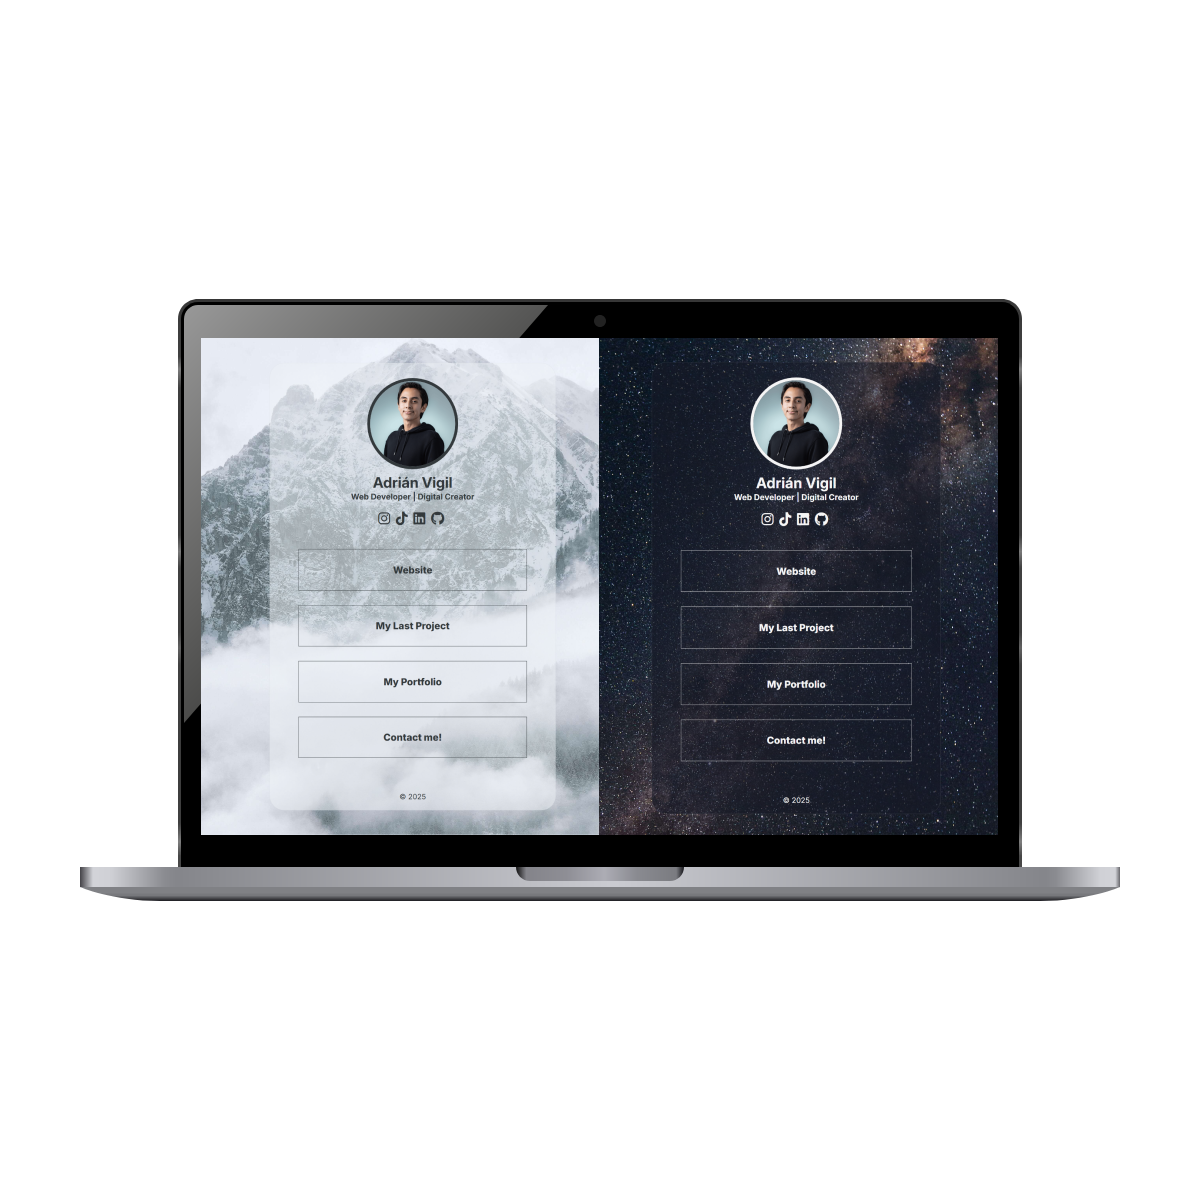 Adrián Vigil
Web Developer | Digital Creator
Website
My Last Project
My Portfolio
Contact me!
© 2025
Adrián Vigil
Web Developer | Digital Creator
Website
My Last Project
My Portfolio
Contact me!
© 2025